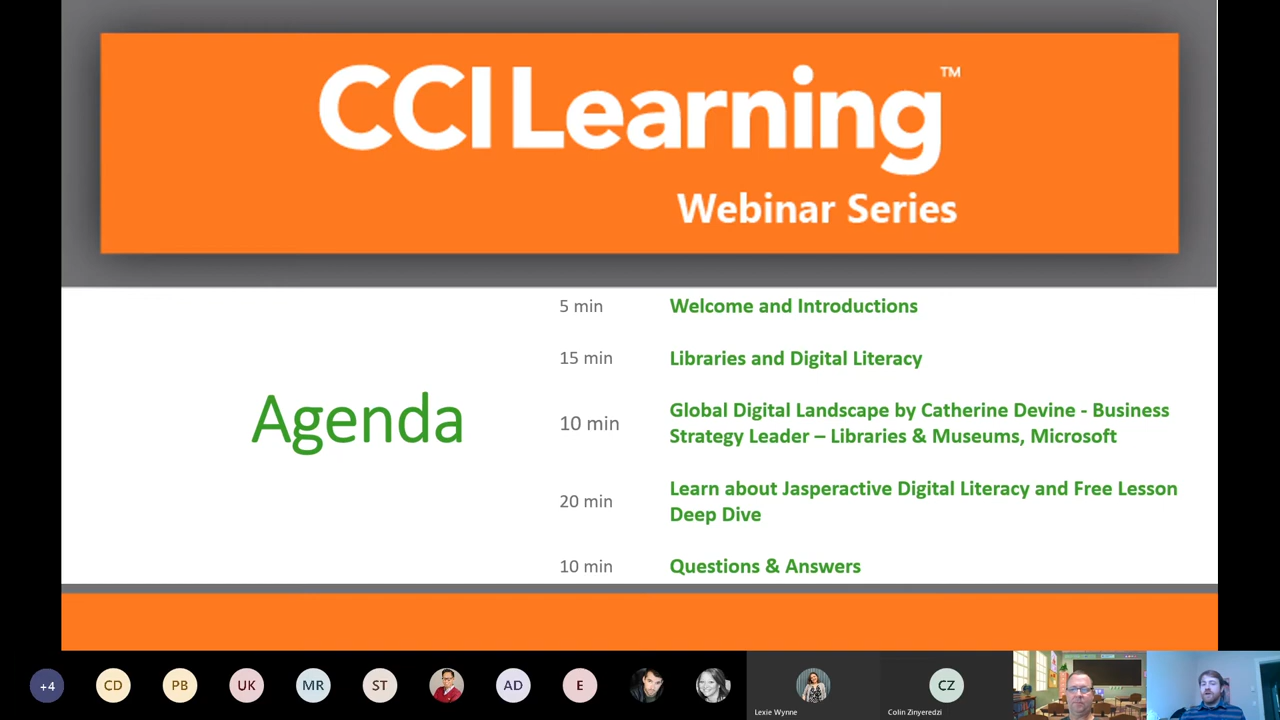 CCILearning™
Webinar Series
Agenda
5 min Welcome and Introductions
15 min Libraries and Digital Literacy
10 min Global Digital Landscape by Catherine Devine - Business
Strategy Leader – Libraries & Museums, Microsoft
20 min Learn about Jasperactive Digital Literacy and Free Lesson
Deep Dive
10 min Questions & Answers
+4 CD PB UK MR ST AD E CZ
Lexie Wynne Colin Zinyeredzi